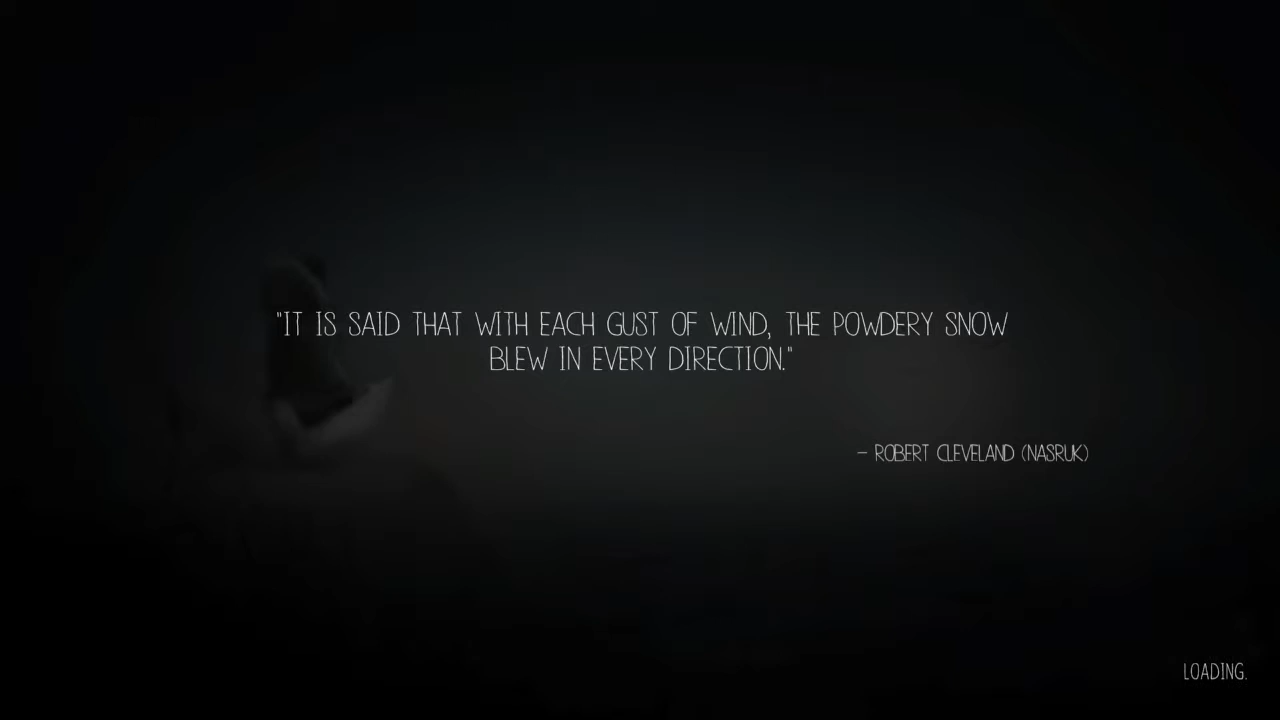 "IT IS SAID THAT WITH EACH GUST OF WIND, THE POWDERY SNOW
BLEW IN EVERY DIRECTION."
– ROBERT CLEVELAND (NASRUK)
LOADING.